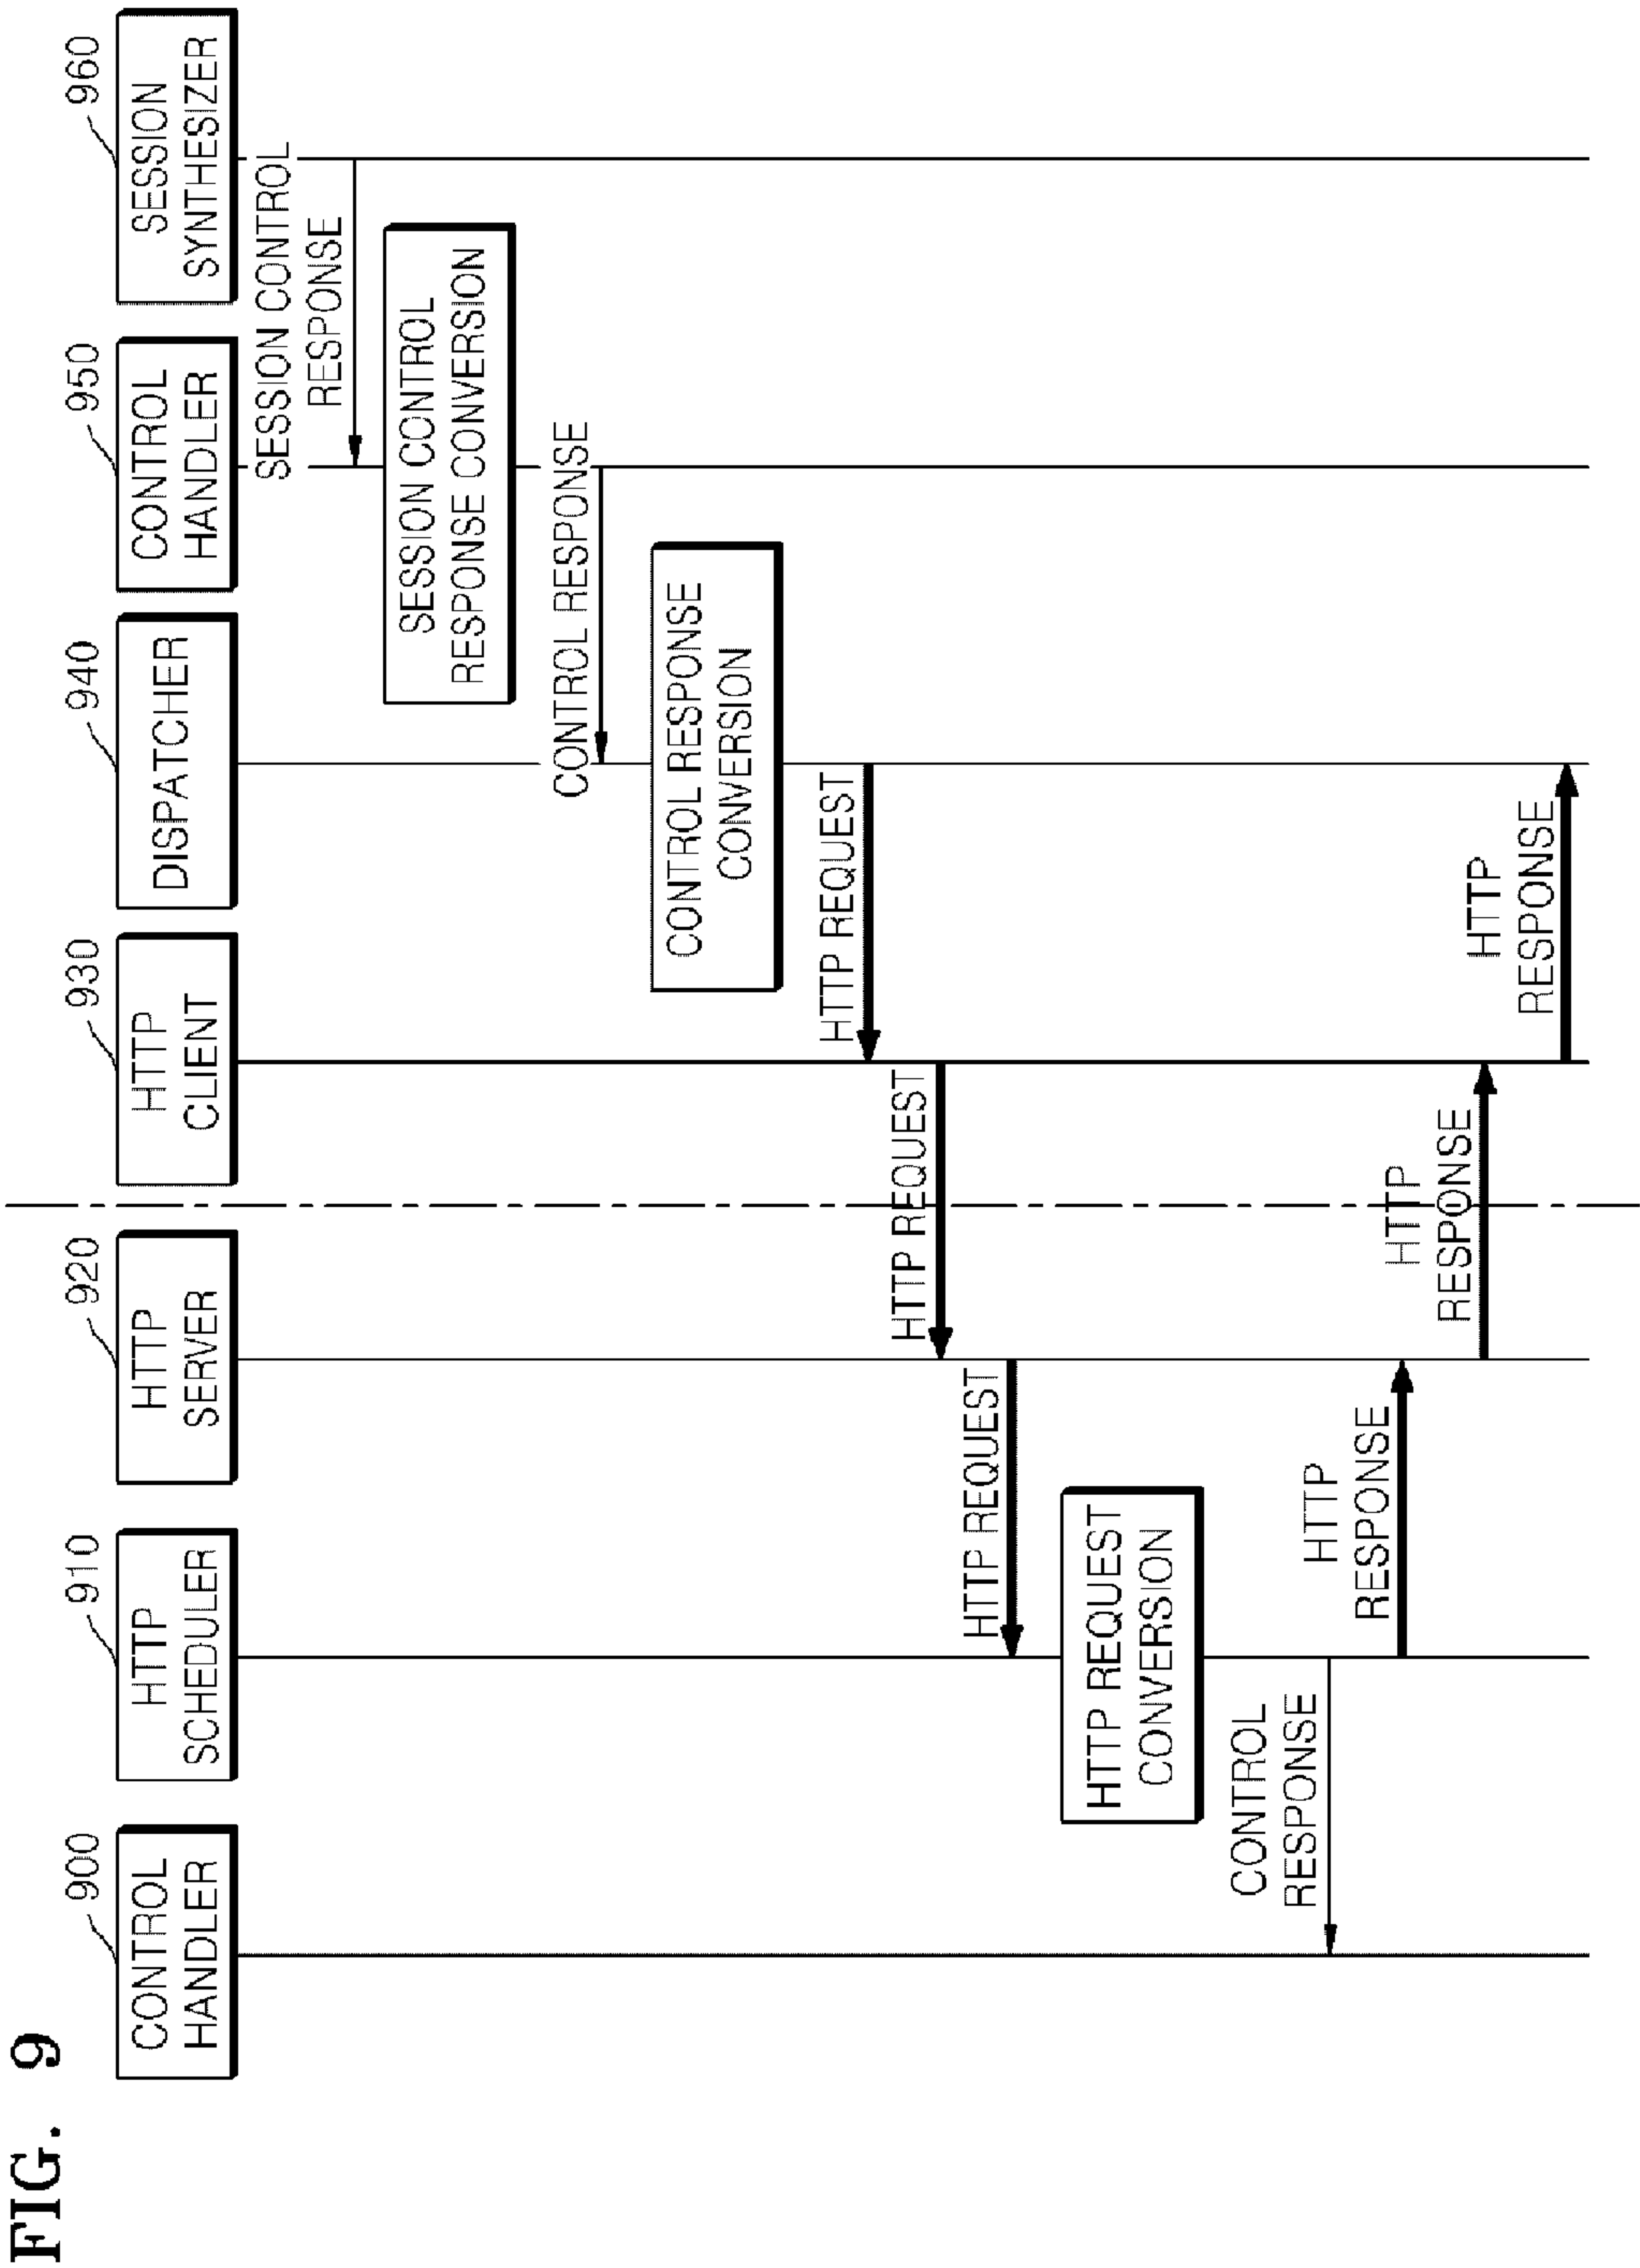 FIG. 9
900
910
920
930
940
950
960
CONTROL
HANDLER
HTTP
SCHEDULER
HTTP
SERVER
HTTP
CLIENT
DISPATCHER
CONTROL
HANDLER
SESSION
SYNTHESIZER
SESSION CONTROL
RESPONSE
SESSION CONTROL
RESPONSE CONVERSION
CONTROL RESPONSE
CONTROL RESPONSE
CONVERSION
HTTP REQUEST
HTTP REQUEST
HTTP REQUEST
HTTP REQUEST
CONVERSION
CONTROL
RESPONSE
HTTP
RESPONSE
HTTP
RESPONSE
HTTP
RESPONSE